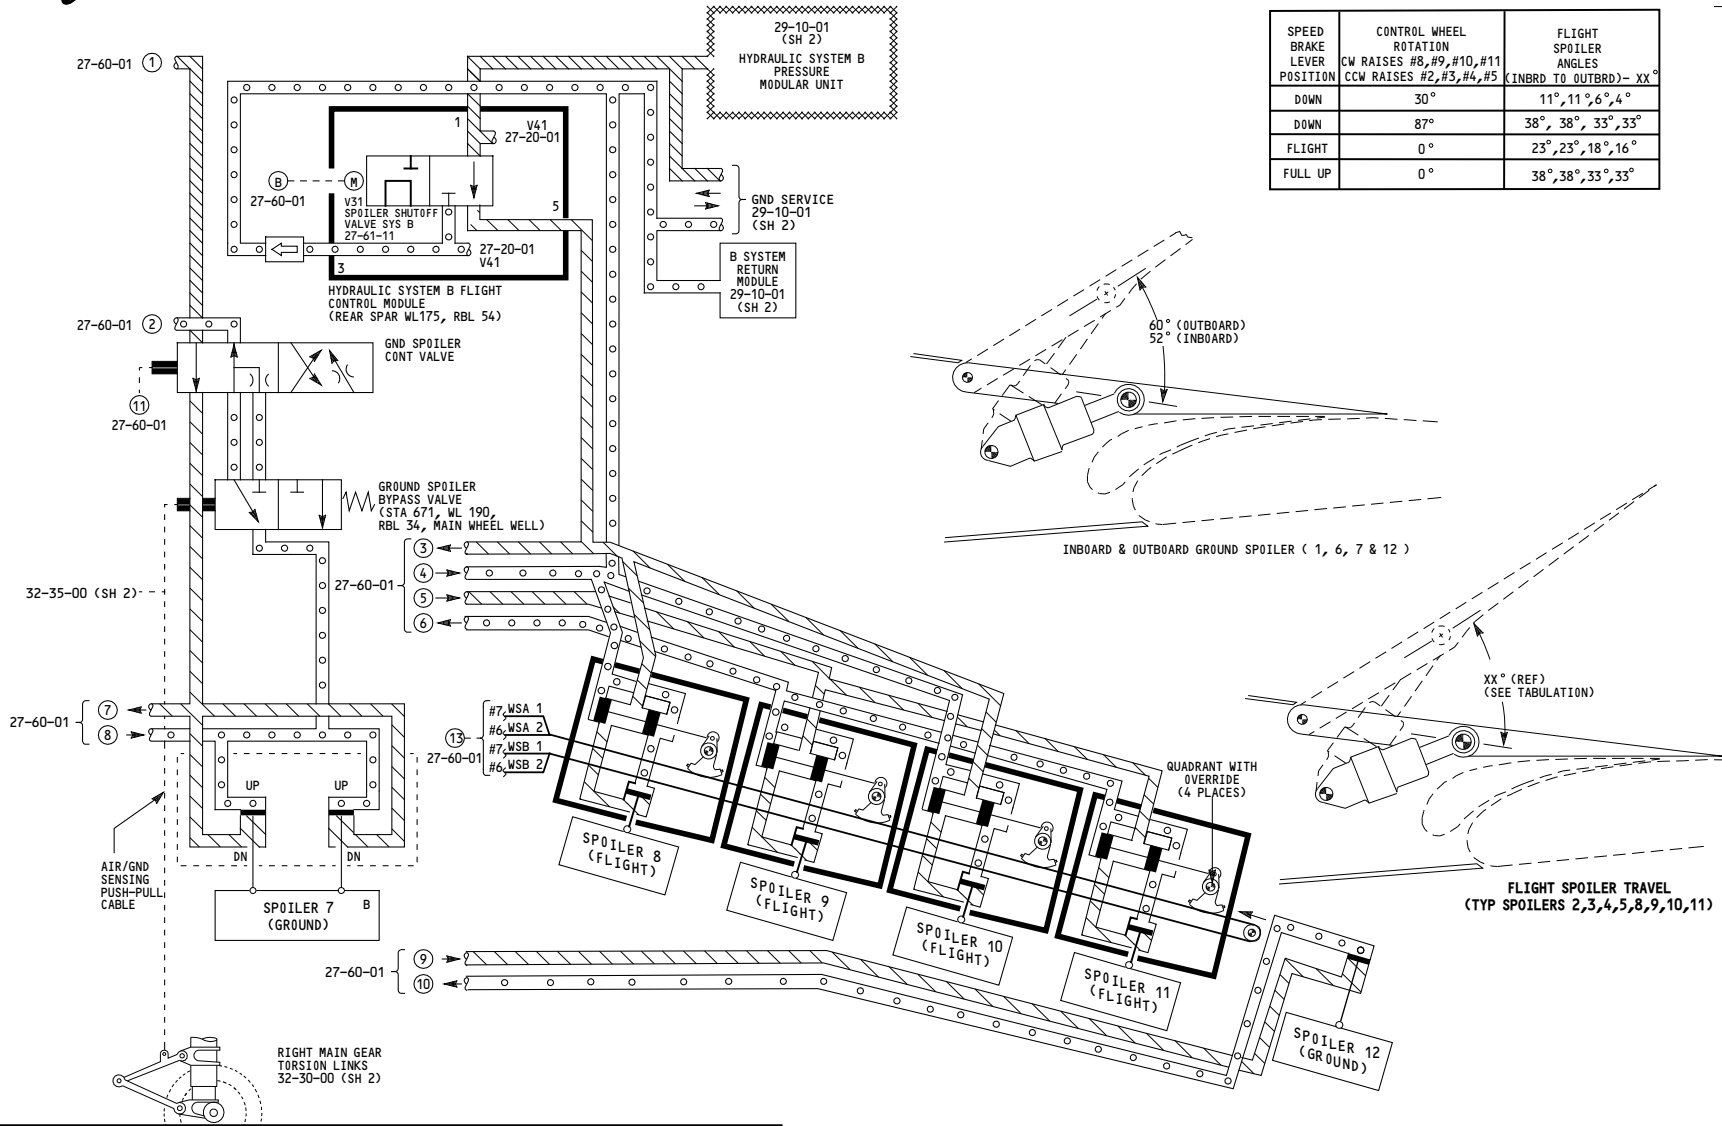 27-60-01 1
29-10-01
(SH 2)
HYDRAULIC SYSTEM B
PRESSURE
MODULAR UNIT
SPEED
BRAKE
LEVER
POSITION
CONTROL WHEEL
ROTATION
CW RAISES #8,#9,#10,#11
CCW RAISES #2,#3,#4,#5
FLIGHT
SPOILER
ANGLES
(INBRD TO OUTBRD)- XX°
DOWN 30° 11°,11°,6°,4°
DOWN 87° 38°, 38°, 33°,33°
FLIGHT 0° 23°,23°,18°,16°
FULL UP 0° 38°,38°,33°,33°
1
V41
27-20-01
B M
27-60-01
V31
SPOILER SHUTOFF
VALVE SYS B
27-61-11
5
3
27-20-01
V41
GND SERVICE
29-10-01
(SH 2)
B SYSTEM
RETURN
MODULE
29-10-01
(SH 2)
HYDRAULIC SYSTEM B FLIGHT
CONTROL MODULE
(REAR SPAR WL175, RBL 54)
27-60-01 2
GND SPOILER
CONT VALVE
11
27-60-01
60° (OUTBOARD)
52° (INBOARD)
INBOARD & OUTBOARD GROUND SPOILER ( 1, 6, 7 & 12 )
GROUND SPOILER
BYPASS VALVE
(STA 671, WL 190,
RBL 34, MAIN WHEEL WELL)
32-35-00 (SH 2)
27-60-01
3
4
5
6
27-60-01
7
8
13
27-60-01
#7 WSA 1
#6 WSA 2
#7 WSB 1
#6 WSB 2
QUADRANT WITH
OVERRIDE
(4 PLACES)
XX° (REF)
(SEE TABULATION)
FLIGHT SPOILER TRAVEL
(TYP SPOILERS 2,3,4,5,8,9,10,11)
UP UP
DN DN
AIR/GND
SENSING
PUSH-PULL
CABLE
SPOILER 7 B
(GROUND)
SPOILER 8
(FLIGHT)
SPOILER 9
(FLIGHT)
SPOILER 10
(FLIGHT)
SPOILER 11
(FLIGHT)
SPOILER 12
(GROUND)
27-60-01
9
10
RIGHT MAIN GEAR
TORSION LINKS
32-30-00 (SH 2)